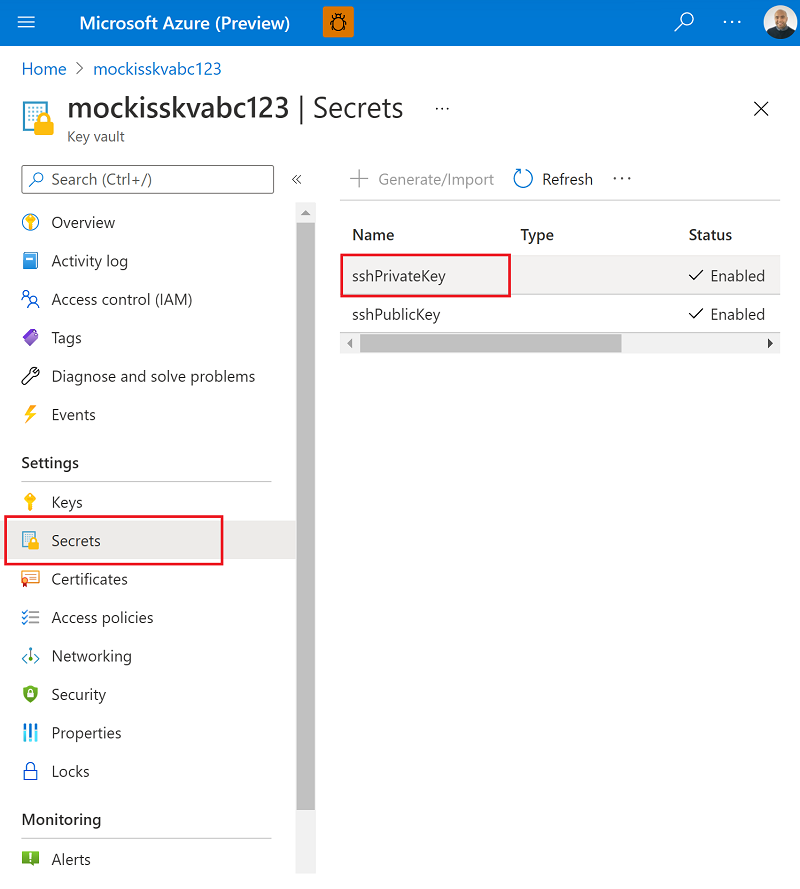 Microsoft Azure (Preview)
Home > mockisskvabc123
mockisskvabc123 | Secrets ...
Key vault
Search (Ctrl+/) «
Generate/Import Refresh ...
Name Type Status
sshPrivateKey Enabled
sshPublicKey Enabled
Overview
Activity log
Access control (IAM)
Tags
Diagnose and solve problems
Events
Settings
Keys
Secrets
Certificates
Access policies
Networking
Security
Properties
Locks
Monitoring
Alerts